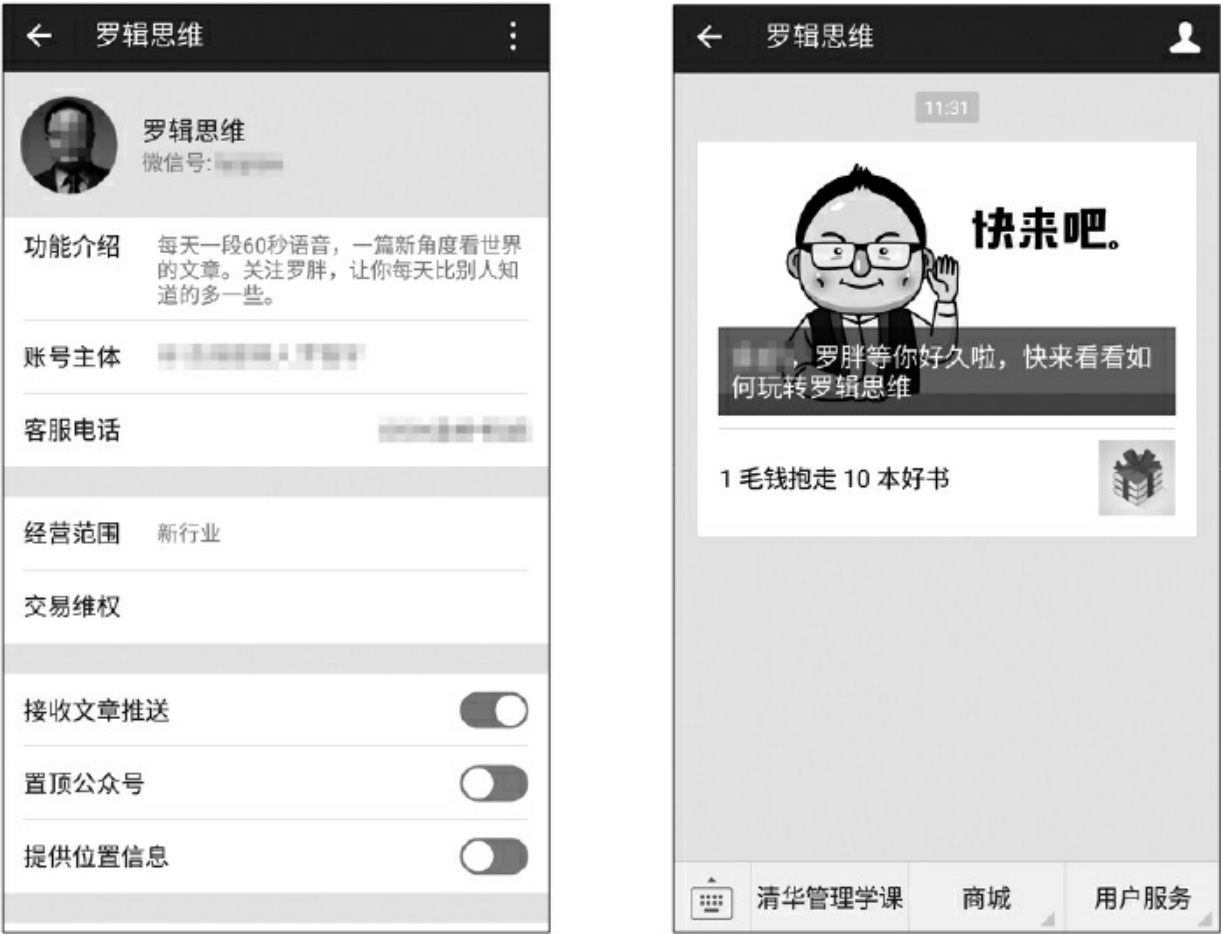 罗辑思维
罗辑思维
微信号:
功能介绍
每天一段60秒语音，一篇新角度看世界
的文章。关注罗胖，让你每天比别人知
道的多一些。
账号主体
客服电话
经营范围
新行业
交易维权
接收文章推送
置顶公众号
提供位置信息
罗辑思维
11:31
快来吧。
，罗胖等你好久啦，快来看看如
何玩转罗辑思维
1 毛钱抱走 10 本好书
清华管理学课
商城
用户服务